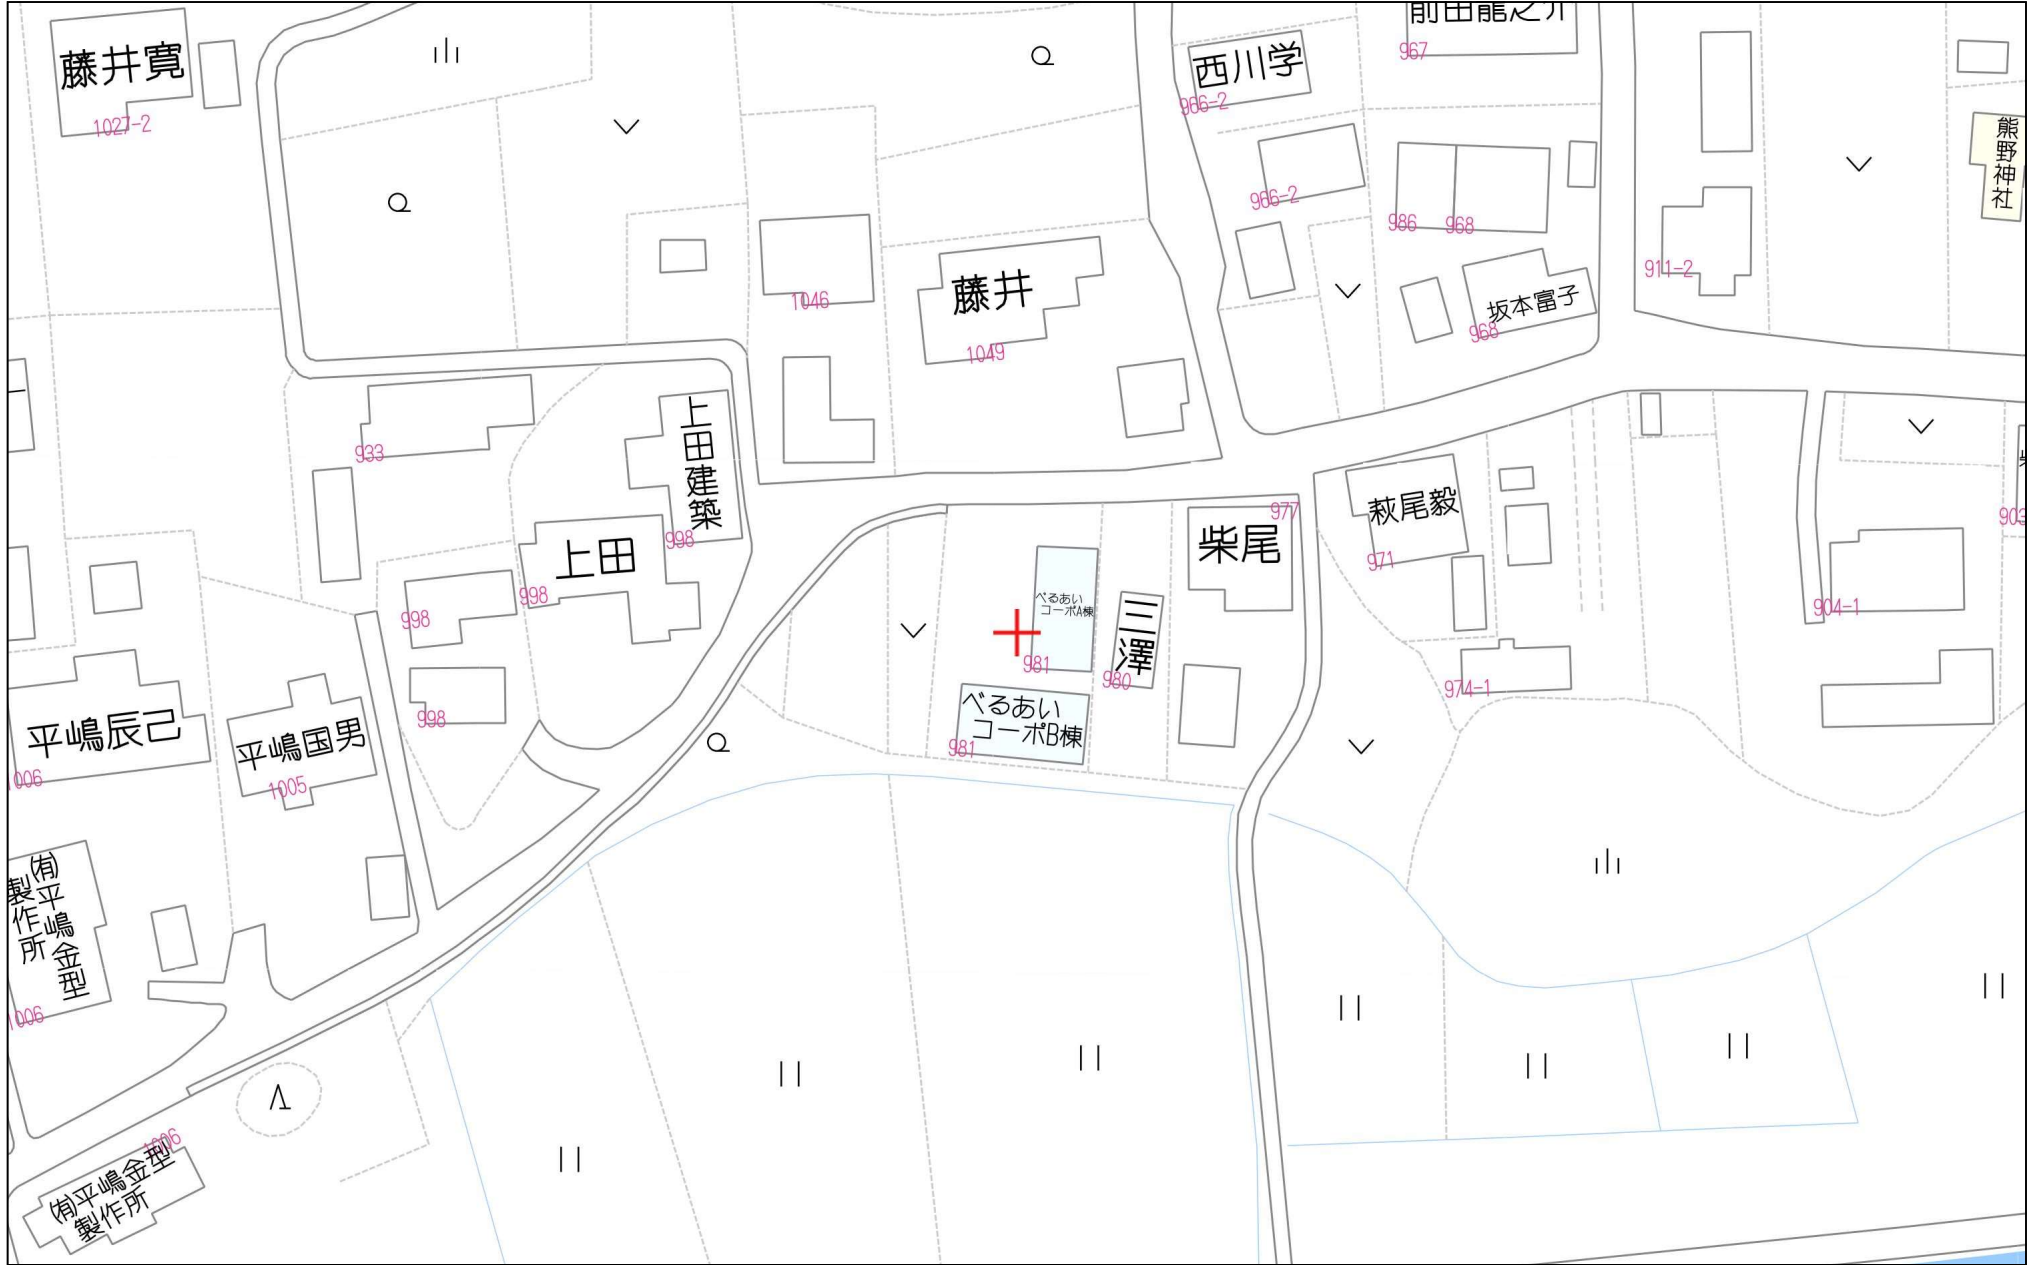 藤井寛
1027-2
西川学
966-2
967
966-2
986
968
坂本富子
968
911-2
熊野神社
1046
藤井
1049
933
上田建築
998
上田
998
998
998
柴尾
977
萩尾毅
971
べるあい
コーポA棟
981
三澤
980
べるあい
コーポB棟
981
974-1
904-1
903
平嶋辰己
1006
平嶋国男
1005
(有)平嶋金型
製作所
1006
1006
(有)平嶋金型
製作所